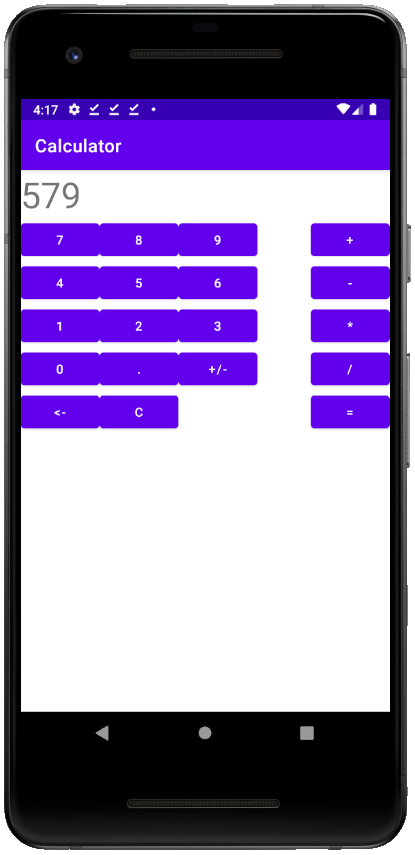 4:17
Calculator
579
7 8 9 +
4 5 6 -
1 2 3 *
0 . +/- /
<- C =